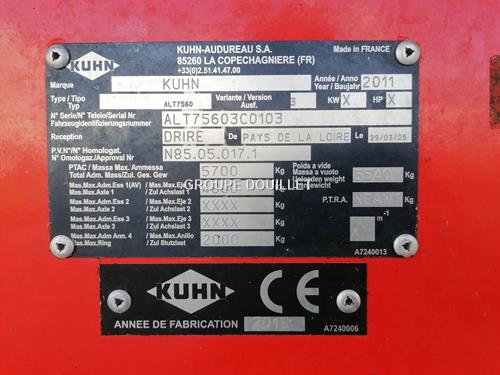 KUHN
KUHN-AUDUREAU S.A.
85260 LA COPECHAGNIERE (FR)
+33(0)2.51.41.47.00
Made in FRANCE
Marque KUHN Année / Anno Year / Baujahr 2011
Type / Tipo Typ ALT7560 Variante / Version Ausf. 3 KW X HP X
N° Serie/ N° Teleio/Serial Nr Fahrzeugidentifizierungsnummer ALT75603C0103
Reception DRIRE De PAYS DE LA LOIRE Le 29/03/05
P.V.N°/N° Homologat. N° Omologaz/Approval Nr N85.05.017.1
PTAC / Massa Max. Ammessa Total Adm. Mass/Zul. Ges. Gew 5700 Kg Poids a vide Massa a vuoto Unloaden weight Kg
Mas.Max.Adm.Ess 1(AV) / Mas.Max.Eje Mas.Max.Axle 1 / Zul Achslast 1 Kg
GROUPE DOUILLET
Mas.Max.Adm.Ess 2 / Mas.Max.Eje Mas.Max.Axle 2 / Zul Achslast 2 XXXX Kg P.T.R.A. Kg
Mas.Max.Adm.Ess 3 / Mas.Max.Eje Mas.Max.Axle 3 / Zul Achslast 3 XXXX Kg m-1
Mas.Max Adm Ann. 4 / Mas.Max.Anillo Mas.Max.Ring / Zul Stutzlast 2000 Kg
A7240013
KUHN CE
ANNEE DE FABRICATION
A7240006